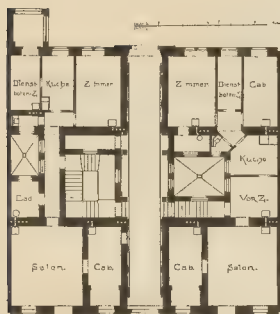 Dienst
boten-Z.
Küche
Zimmer
Zimmer
Dienst
boten-Z.
Cab.
Küche
Bad
Vor-Z.
Salon.
Cab.
Cab.
Salon.